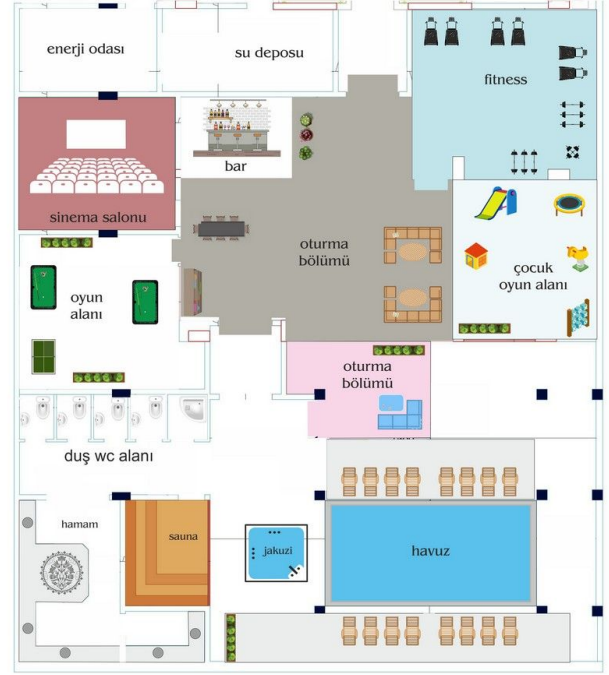 enerji odası
su deposu
fitness
bar
sinema salonu
oturma
bölümü
çocuk
oyun alanı
oyun
alanı
oturma
bölümü
duş wc alanı
hamam
sauna
jakuzi
havuz